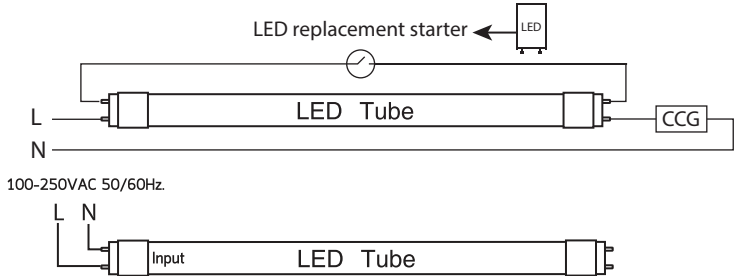 LED replacement starter
LED
LED Tube
L
CCG
N
100-250VAC 50/60Hz.
L N
Input LED Tube